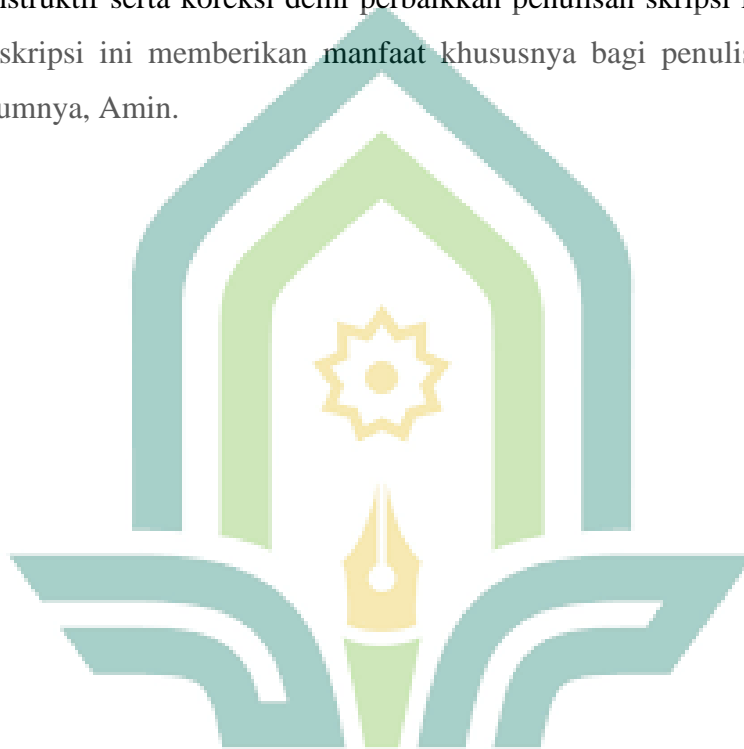 nstruktif serta koreksi demi perbaikkan penulisan skripsi i
skripsi ini memberikan manfaat khususnya bagi penulis
umnya, Amin.